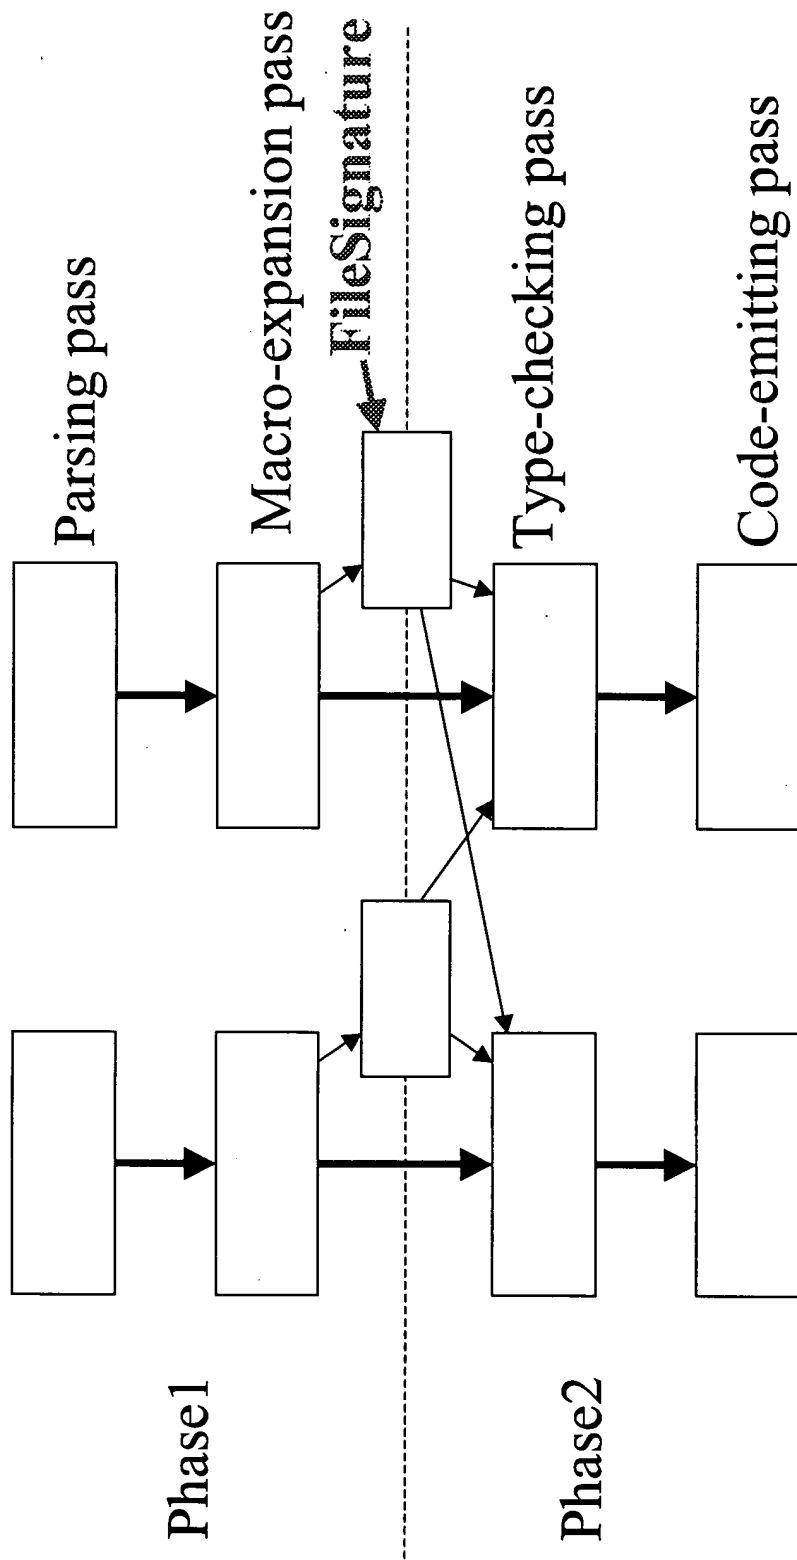 Parsing pass
Macro-expansion pass
FileSignature
Type-checking pass
Code-emitting pass
Phase1
Phase2